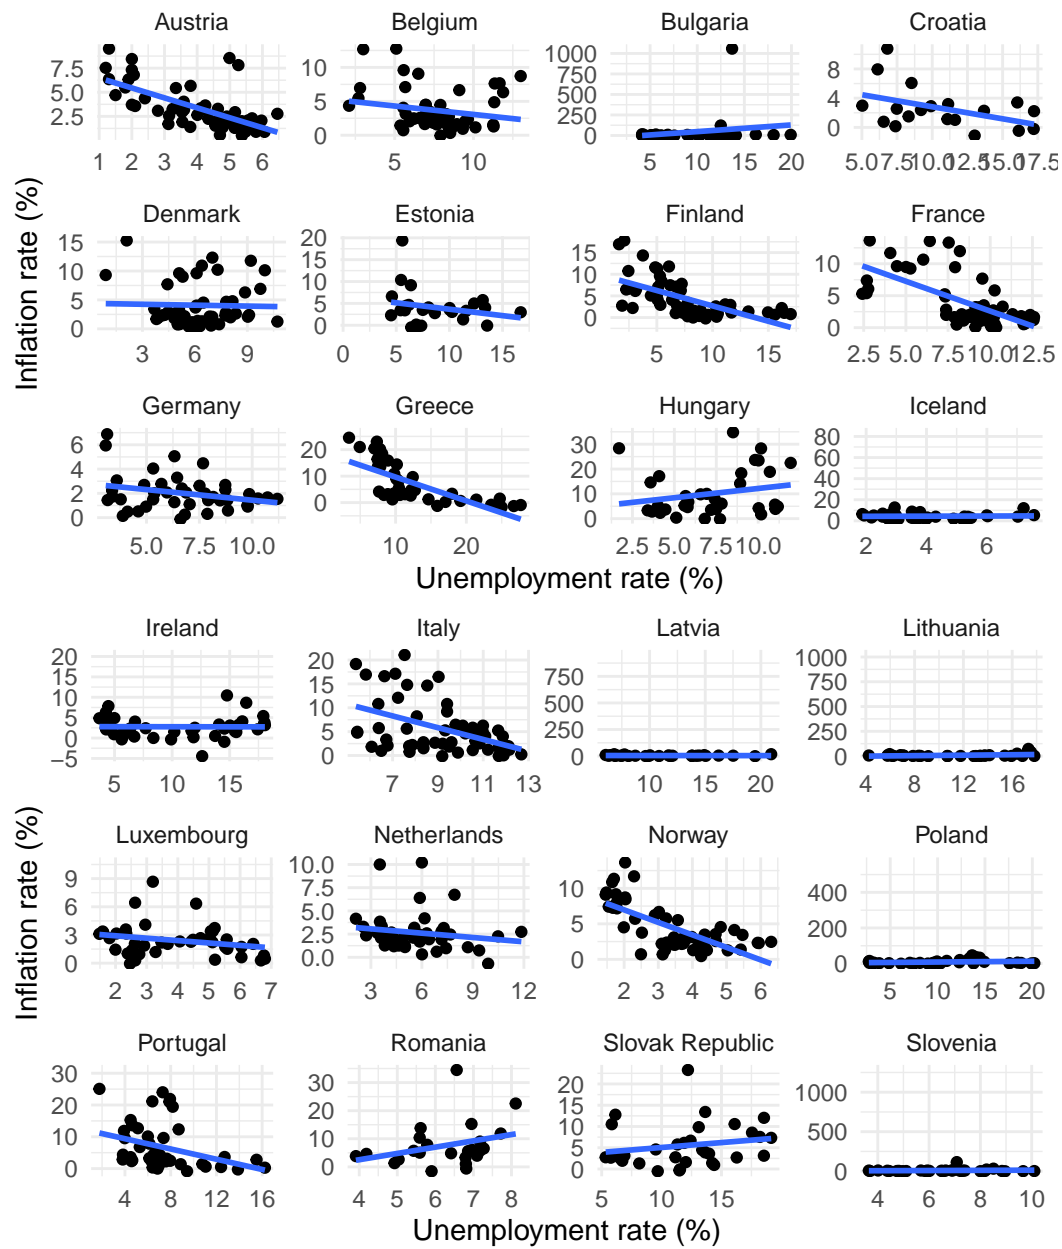 Austria Belgium Bulgaria Croatia
7.5 5.0 2.5
10 5 0
1000 750 500 250 0
8 4 0
1 2 3 4 5 6
5 10
5 10 15 20
5.0 7.5 10.0 12.5 15.0 17.5
Denmark Estonia Finland France
15 10 5 0
20 15 10 5 0
15 10 5 0
10 5 0
3 6 9
0 5 10 15
5 10 15
2.5 5.0 7.5 10.0 12.5
Germany Greece Hungary Iceland
6 4 2 0
20 10 0
30 20 10 0
80 60 40 20 0
5.0 7.5 10.0
10 20
2.5 5.0 7.5 10.0
2 4 6
Inflation rate (%)
Unemployment rate (%)
Ireland Italy Latvia Lithuania
20 15 10 5 0 −5
20 15 10 5 0
750 500 250 0
1000 750 500 250 0
5 10 15
7 9 11 13
10 15 20
4 8 12 16
Luxembourg Netherlands Norway Poland
9 6 3 0
10.0 7.5 5.0 2.5 0.0
10 5 0
400 200 0
2 3 4 5 6 7
3 6 9 12
2 3 4 5 6
5 10 15 20
Portugal Romania Slovak Republic Slovenia
30 20 10 0
30 20 10 0
20 15 10 5 0
1000 500 0
4 8 12 16
4 5 6 7 8
5 10 15
4 6 8 10
Inflation rate (%)
Unemployment rate (%)